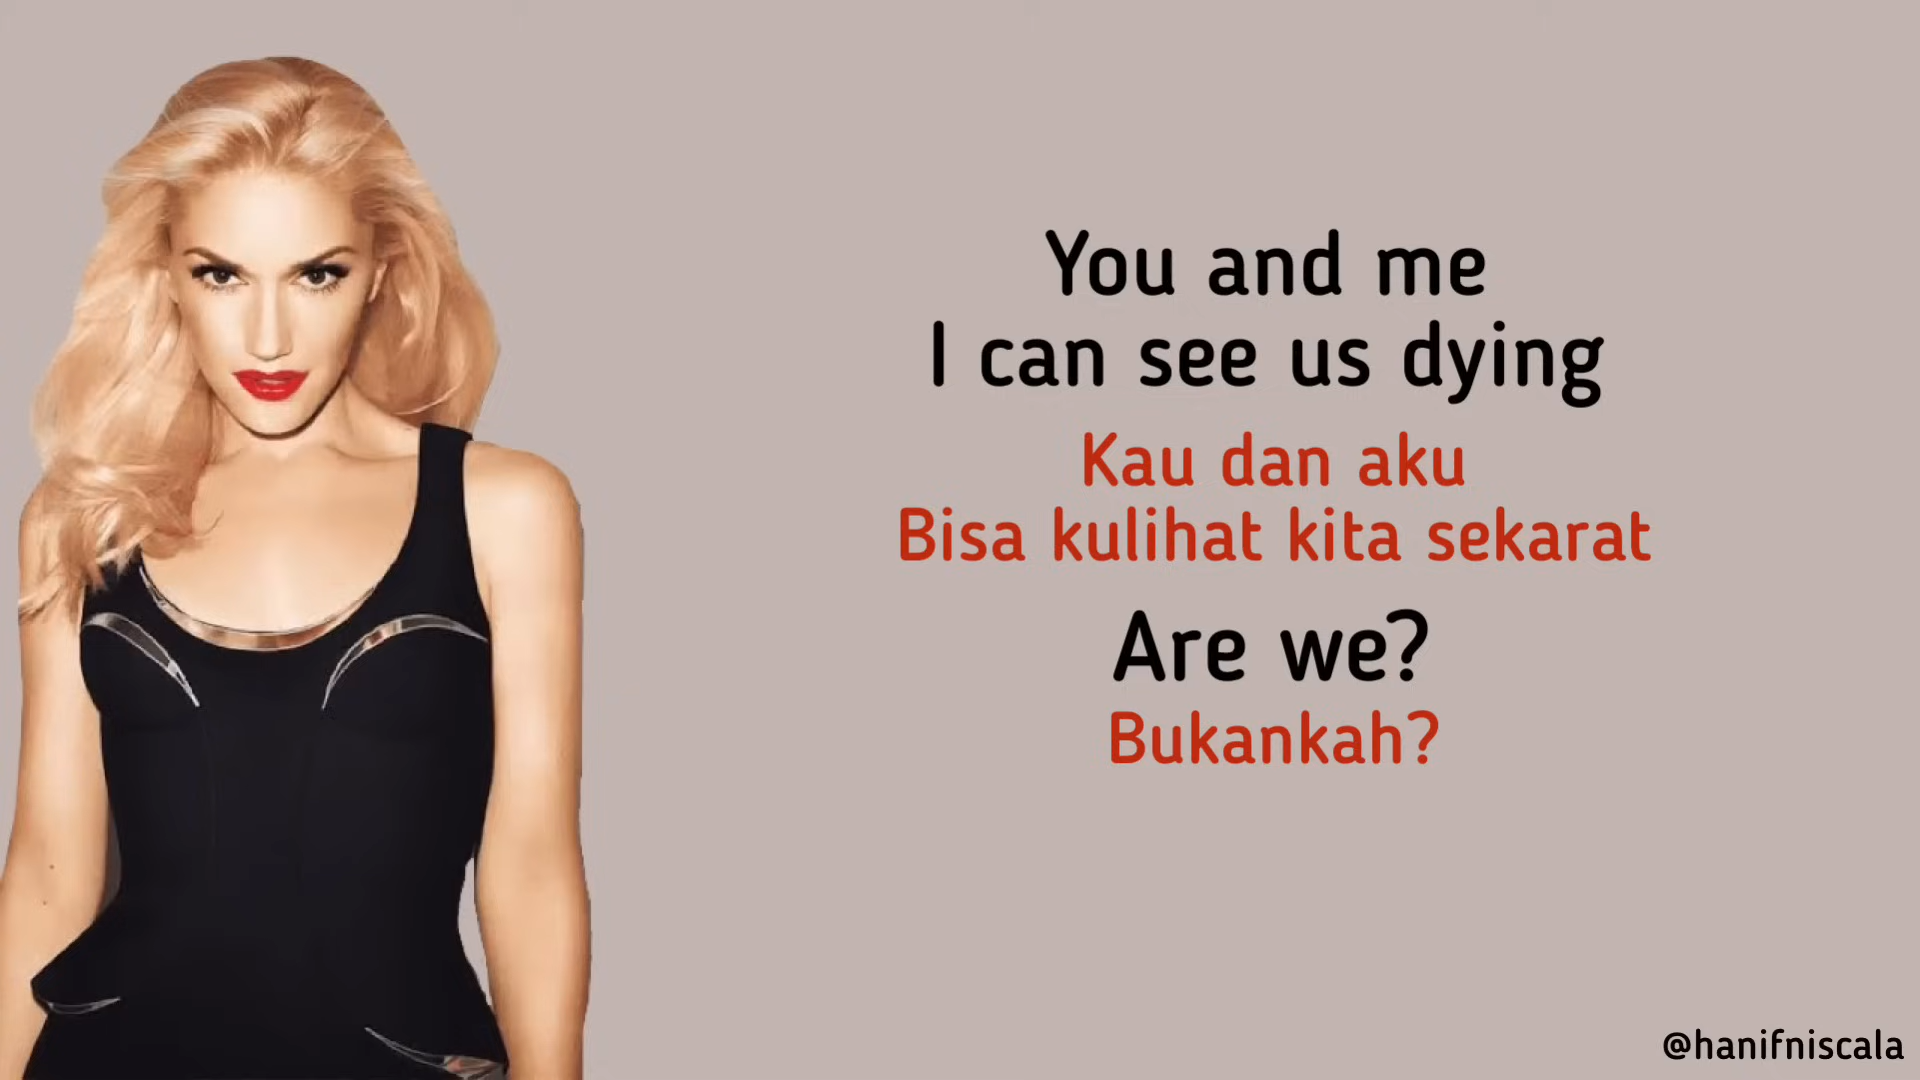 You and me
I can see us dying
Kau dan aku
Bisa kulihat kita sekarat
Are we?
Bukankah?
@hanifniscala